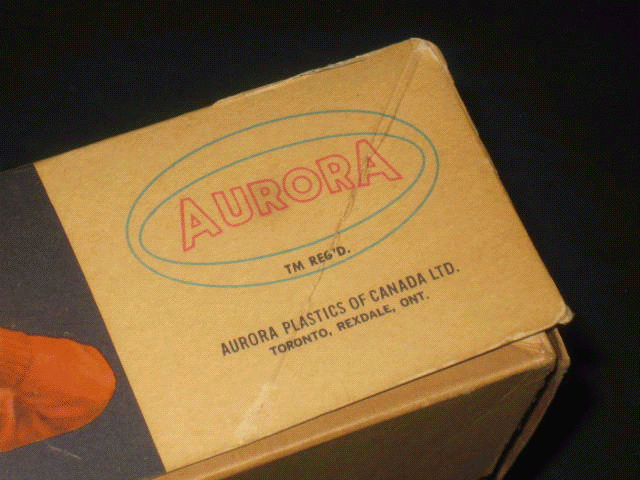 AURORA
TM REG'D.
AURORA PLASTICS OF CANADA LTD.
TORONTO, REXDALE, ONT.